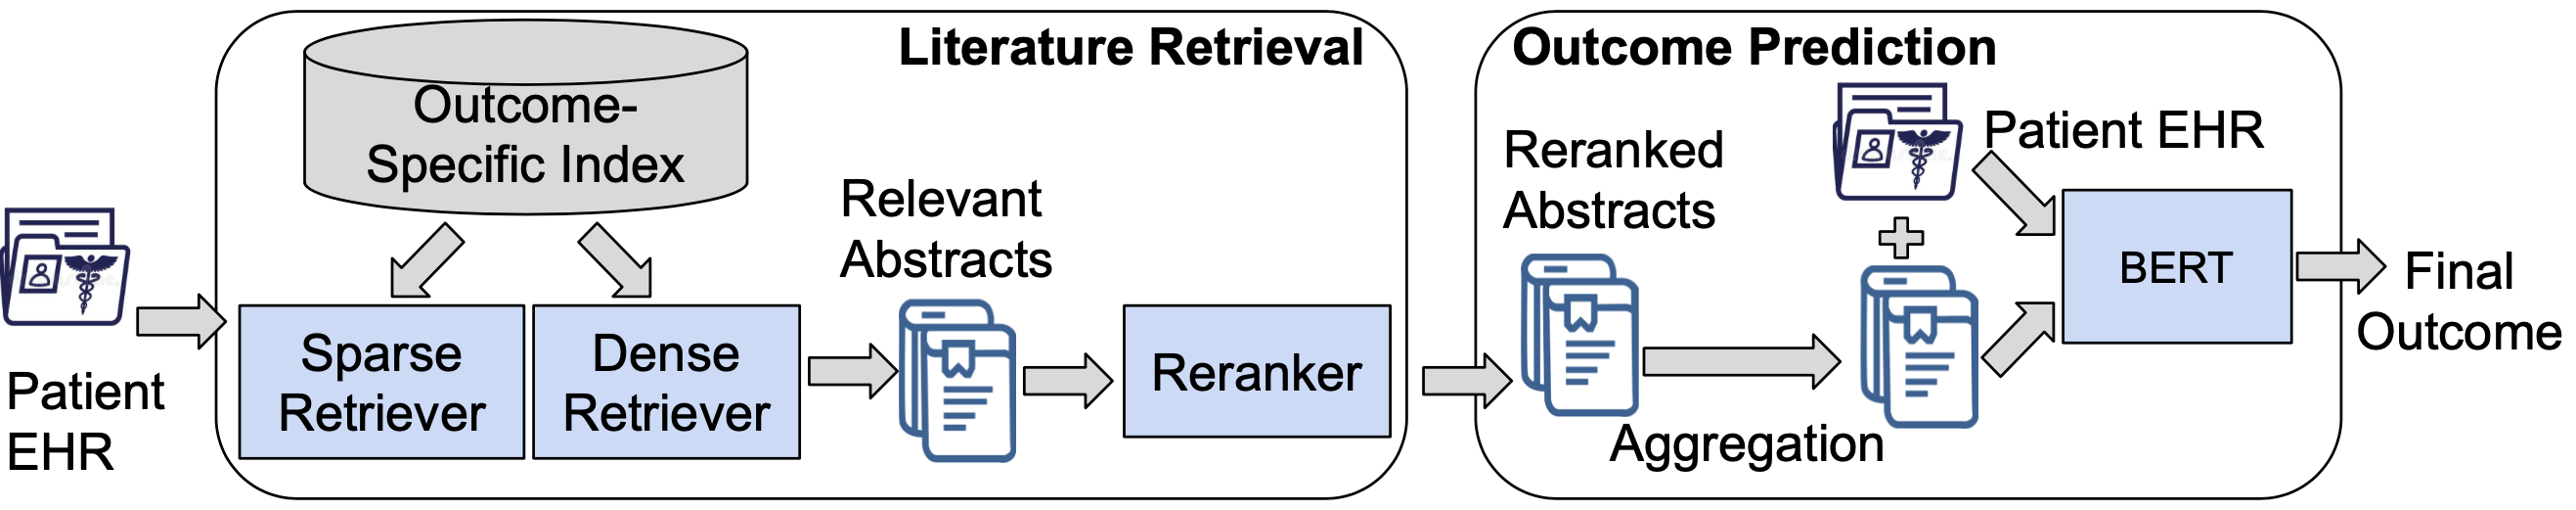 Patient
EHR
Outcome-
Specific Index
Literature Retrieval
Sparse
Retriever
Dense
Retriever
Relevant
Abstracts
Reranker
Outcome Prediction
Reranked
Abstracts
Aggregation
Patient EHR
BERT
Final
Outcome